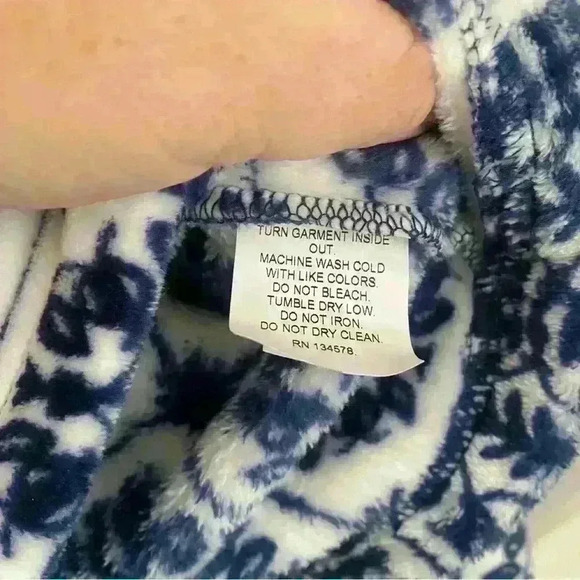 TURN GARMENT INSIDE
OUT.
MACHINE WASH COLD
WITH LIKE COLORS.
DO NOT BLEACH.
TUMBLE DRY LOW.
DO NOT IRON.
DO NOT DRY CLEAN.
RN 134578